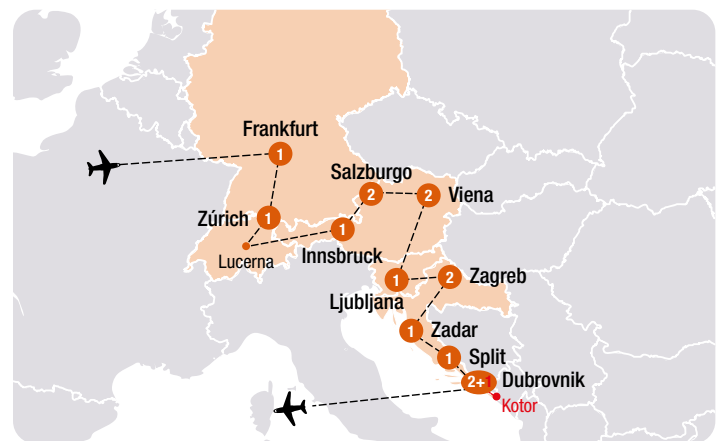 Frankfurt
1
Salzburgo
2
2
Viena
Zúrich
1
1
Lucerna
Innsbruck
1
2
Zagreb
Ljubljana
1
Zadar
1
Split
2+1
Dubrovnik
Kotor